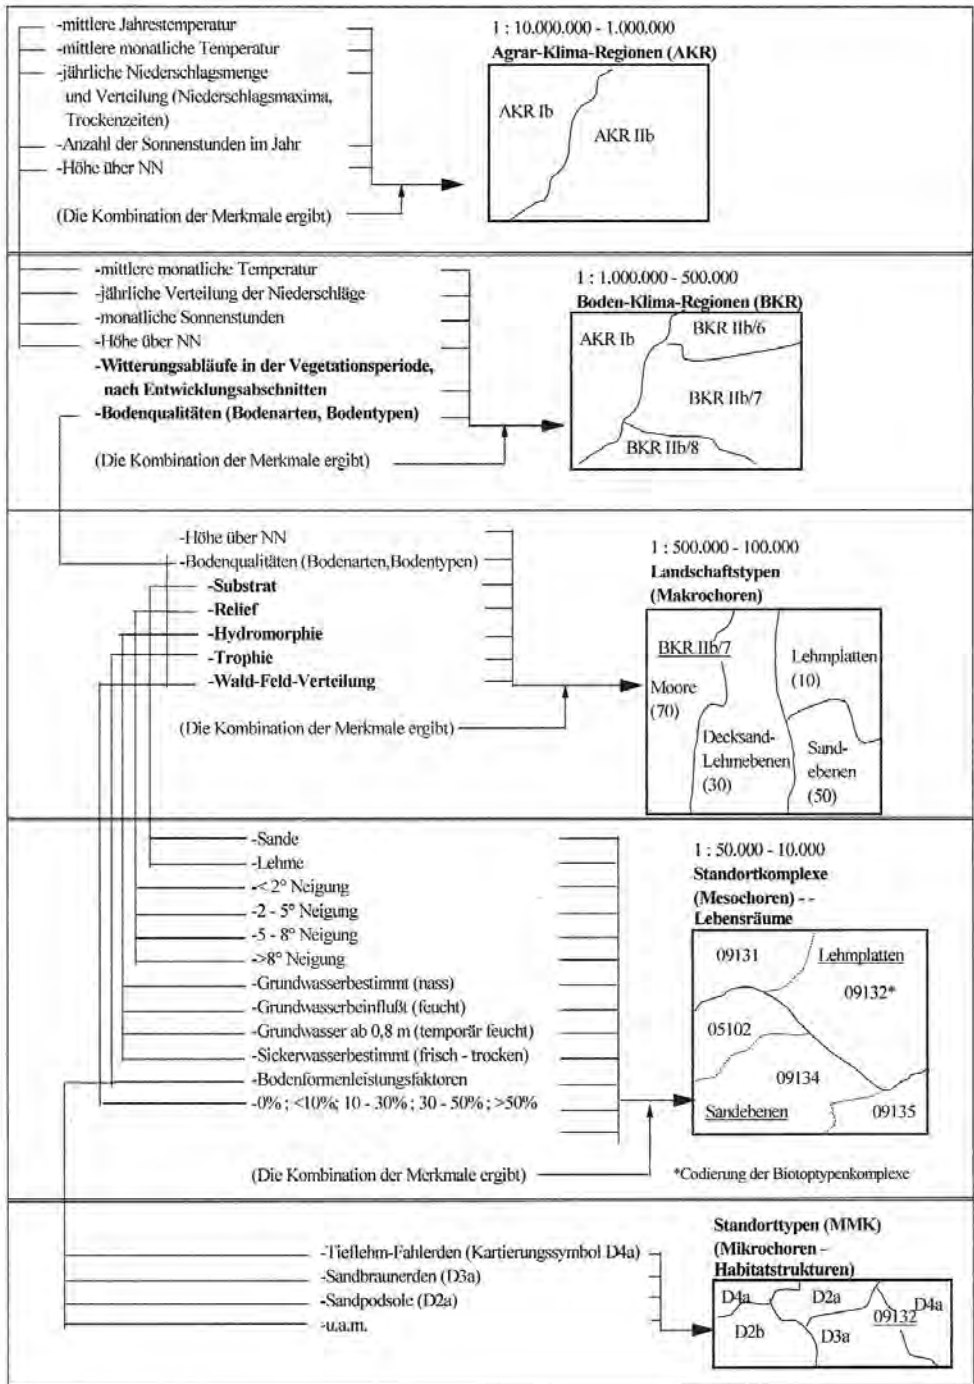 -mittlere Jahrestemperatur
-mittlere monatliche Temperatur
-jährliche Niederschlagsmenge
und Verteilung (Niederschlagsmaxima,
Trockenzeiten)
-Anzahl der Sonnenstunden im Jahr
-Höhe über NN
(Die Kombination der Merkmale ergibt)
1 : 10.000.000 - 1.000.000
Agrar-Klima-Regionen (AKR)
AKR Ib
AKR IIb
-mittlere monatliche Temperatur
-jährliche Verteilung der Niederschläge
-monatliche Sonnenstunden
-Höhe über NN
-Witterungsabläufe in der Vegetationsperiode,
nach Entwicklungsabschnitten
-Bodenqualitäten (Bodenarten, Bodentypen)
(Die Kombination der Merkmale ergibt)
1 : 1.000.000 - 500.000
Boden-Klima-Regionen (BKR)
AKR Ib
BKR IIb/6
BKR IIb/7
BKR IIb/8
-Höhe über NN
-Bodenqualitäten (Bodenarten,Bodentypen)
-Substrat
-Relief
-Hydromorphie
-Trophie
-Wald-Feld-Verteilung
(Die Kombination der Merkmale ergibt)
1 : 500.000 - 100.000
Landschaftstypen
(Makrochoren)
BKR IIb/7
Lehmplatten
(10)
Moore
(70)
Decksand-
Lehmebenen
(30)
Sand-
ebenen
(50)
-Sande
-Lehme
-< 2° Neigung
-2 - 5° Neigung
-5 - 8° Neigung
->8° Neigung
-Grundwasserbestimmt (nass)
-Grundwasserbeinflußt (feucht)
-Grundwasser ab 0,8 m (temporär feucht)
-Sickerwasserbestimmt (frisch - trocken)
-Bodenformenleistungsfaktoren
-0% ; <10%; 10 - 30% ; 30 - 50% ; >50%
(Die Kombination der Merkmale ergibt)
1 : 50.000 - 10.000
Standortkomplexe
(Mesochoren) - -
Lebensräume
09131
Lehmplatten
09132*
05102
09134
Sandebenen
09135
*Codierung der Biotoptypenkomplexe
-Tieflehm-Fahlerden (Kartierungssymbol D4a)
-Sandbraunerden (D3a)
-Sandpodsole (D2a)
-u.a.m.
Standorttypen (MMK)
(Mikrochoren -
Habitatstrukturen)
D4a
D2a
D4a
09132
D2b
D3a